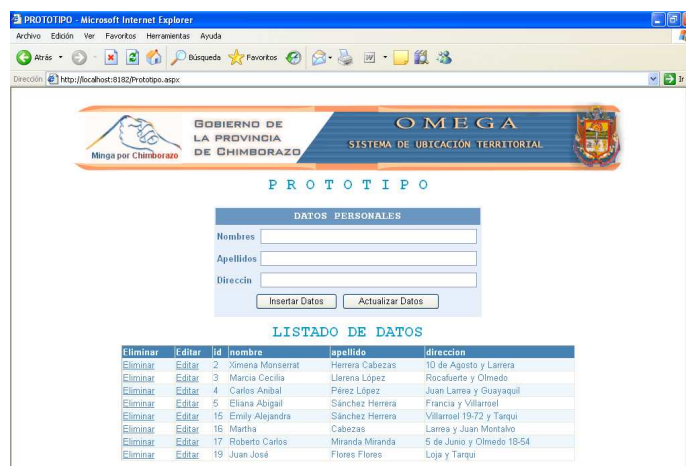 PROTOTIPO - Microsoft Internet Explorer
Archivo Edición Ver Favoritos Herramientas Ayuda
Atrás Búsqueda Favoritos
Dirección http://localhost:8182/Prototipo.aspx Ir
Minga por Chimborazo
GOBIERNO DE
LA PROVINCIA
DE CHIMBORAZO
OMEGA
SISTEMA DE UBICACIÓN TERRITORIAL
PROTOTIPO
DATOS PERSONALES
Nombres
Apellidos
Direccin
Insertar Datos Actualizar Datos
LISTADO DE DATOS
Eliminar Editar id nombre apellido direccion
Eliminar Editar 2 Ximena Monserrat Herrera Cabezas 10 de Agosto y Larrera
Eliminar Editar 3 Marcia Cecilia Llerena López Rocafuerte y Olmedo
Eliminar Editar 4 Carlos Anibal Pérez López Juan Larrea y Guayaquil
Eliminar Editar 5 Eliana Abigail Sánchez Herrera Francia y Villarroel
Eliminar Editar 15 Emily Alejandra Sánchez Herrera Villarroel 19-72 y Tarqui
Eliminar Editar 16 Martha Cabezas Larrea y Juan Montalvo
Eliminar Editar 17 Roberto Carlos Miranda Miranda 5 de Junio y Olmedo 18-54
Eliminar Editar 19 Juan José Flores Flores Loja y Tarqui